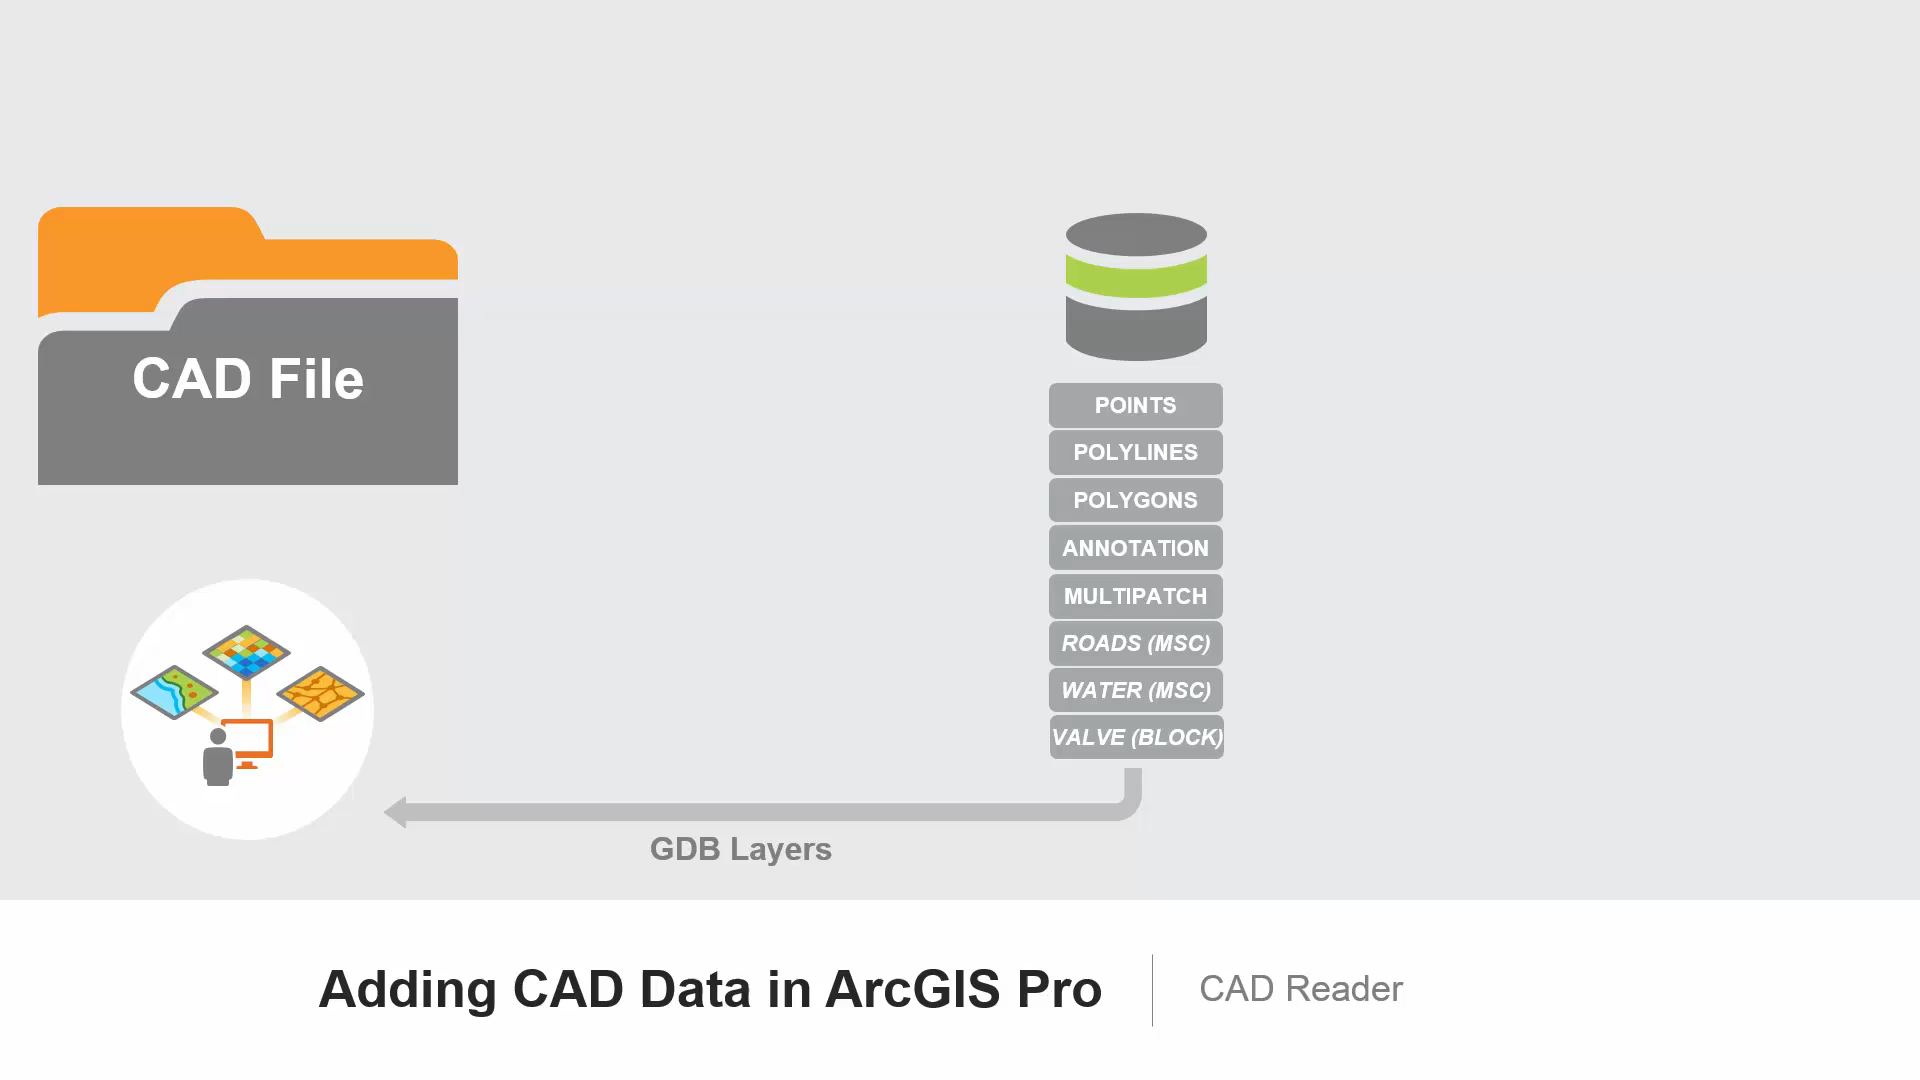 CAD File
POINTS
POLYLINES
POLYGONS
ANNOTATION
MULTIPATCH
ROADS (MSC)
WATER (MSC)
VALVE (BLOCK)
GDB Layers
Adding CAD Data in ArcGIS Pro
CAD Reader